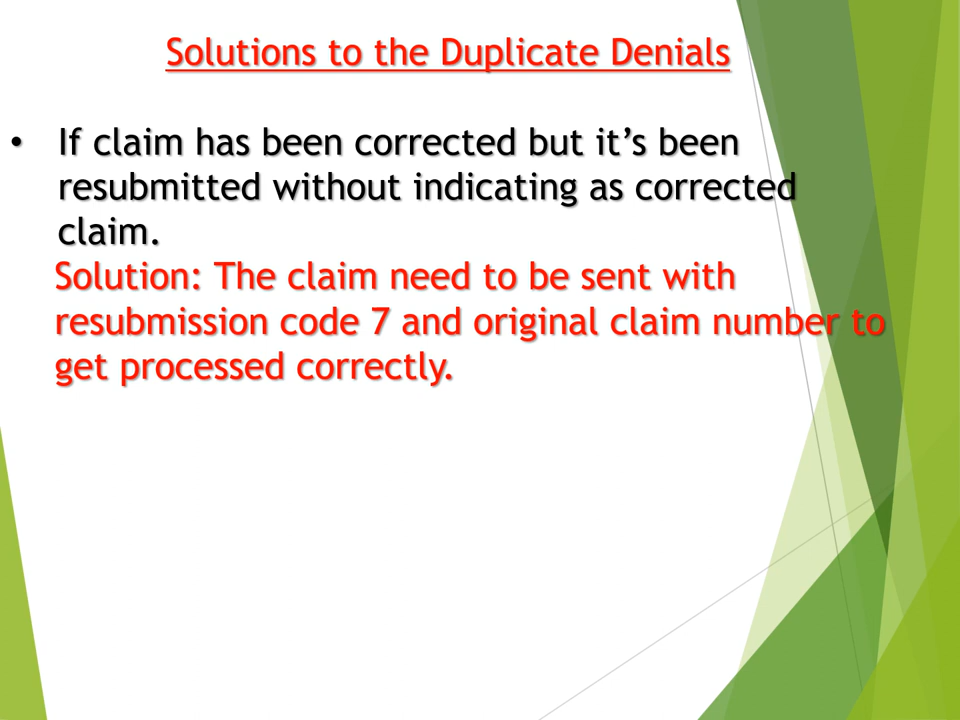 Solutions to the Duplicate Denials
• If claim has been corrected but it’s been
resubmitted without indicating as corrected
claim.
Solution: The claim need to be sent with
resubmission code 7 and original claim number to
get processed correctly.